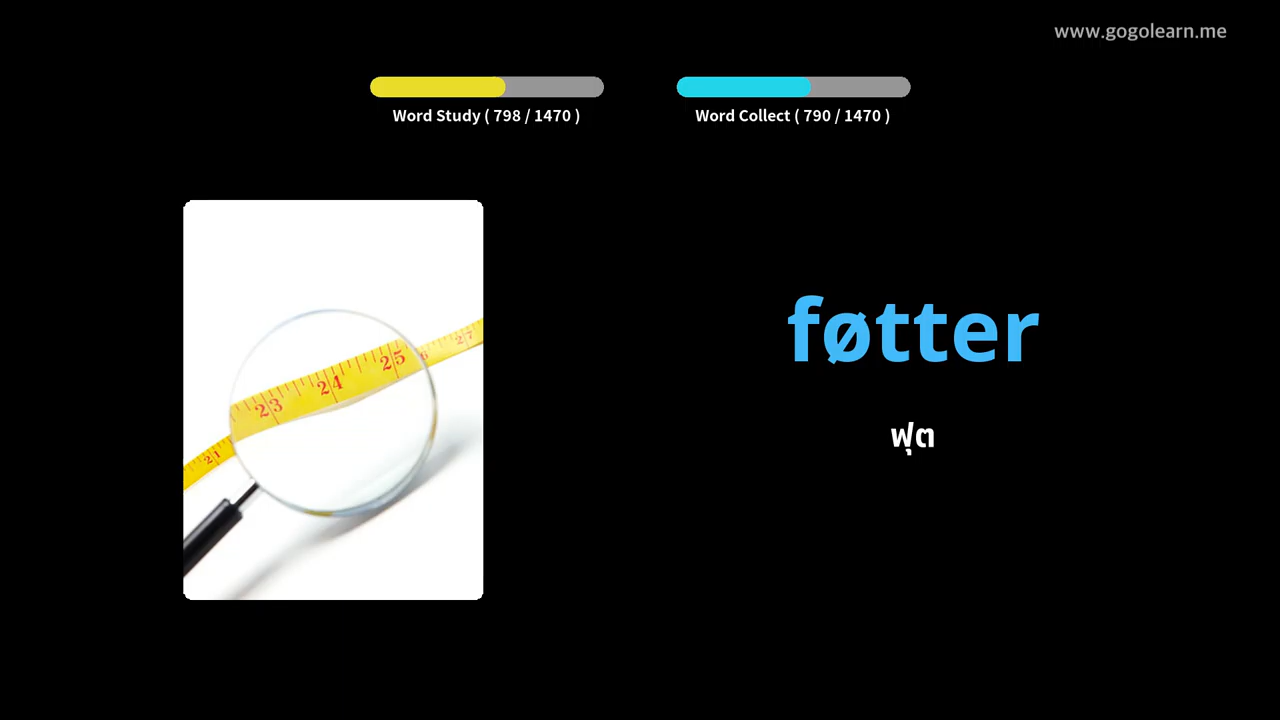 www.gogolearn.me
Word Study ( 798 / 1470 )
Word Collect ( 790 / 1470 )
føtter
ฟุต
21
23
24
25
6
27